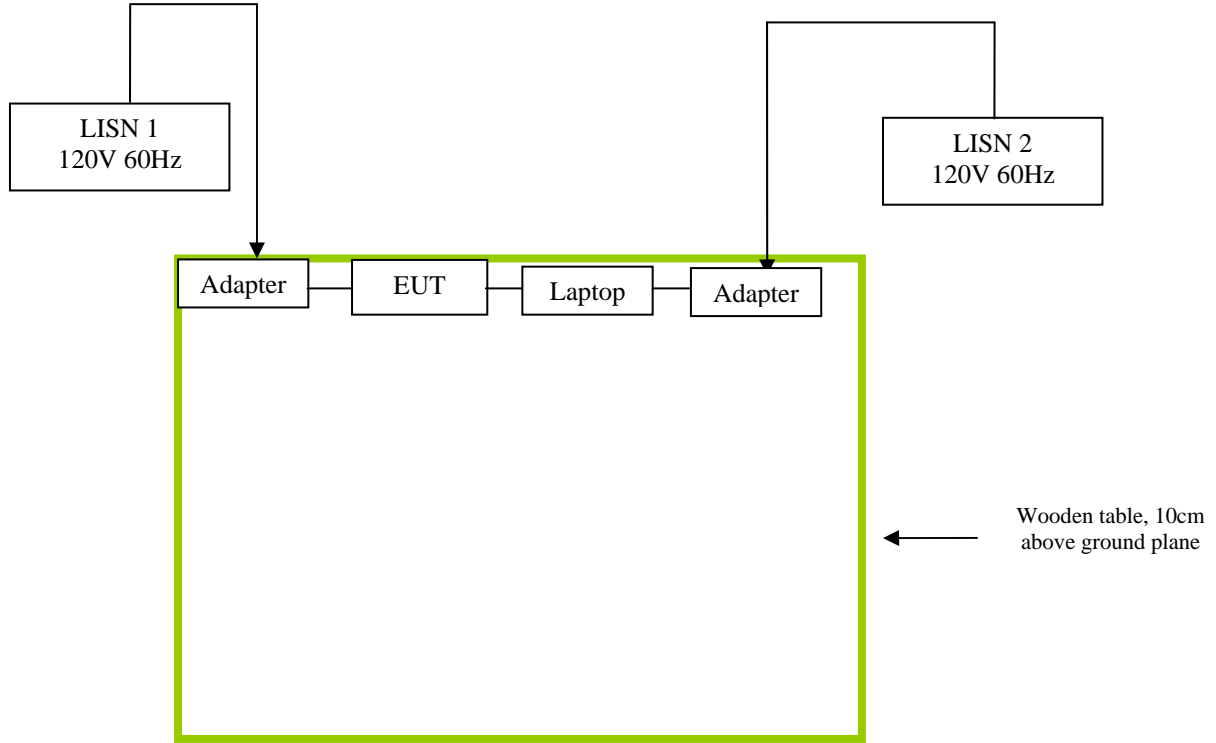 LISN 1
120V 60Hz
LISN 2
120V 60Hz
Adapter
EUT
Laptop
Adapter
Wooden table, 10cm
above ground plane